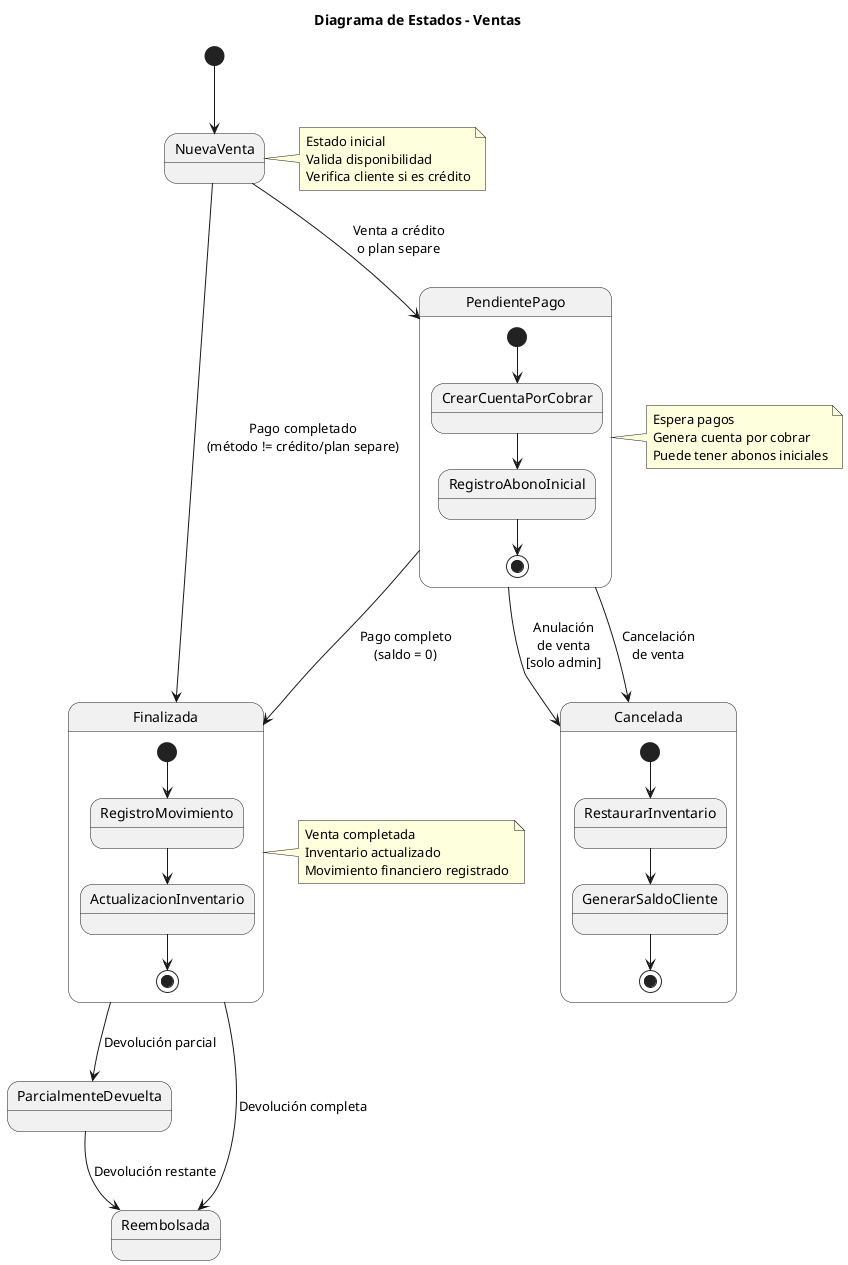 Diagrama de Estados - Ventas
NuevaVenta
Estado inicial
Valida disponibilidad
Verifica cliente si es crédito
Venta a crédito
o plan separe
PendientePago
CrearCuentaPorCobrar
RegistroAbonoInicial
Espera pagos
Genera cuenta por cobrar
Puede tener abonos iniciales
Pago completado
(método != crédito/plan separe)
Pago completo
(saldo = 0)
Anulación
de venta
[solo admin]
Cancelación
de venta
Finalizada
RegistroMovimiento
ActualizacionInventario
Venta completada
Inventario actualizado
Movimiento financiero registrado
Cancelada
RestaurarInventario
GenerarSaldoCliente
Devolución parcial
ParcialmenteDevuelta
Devolución completa
Devolución restante
Reembolsada